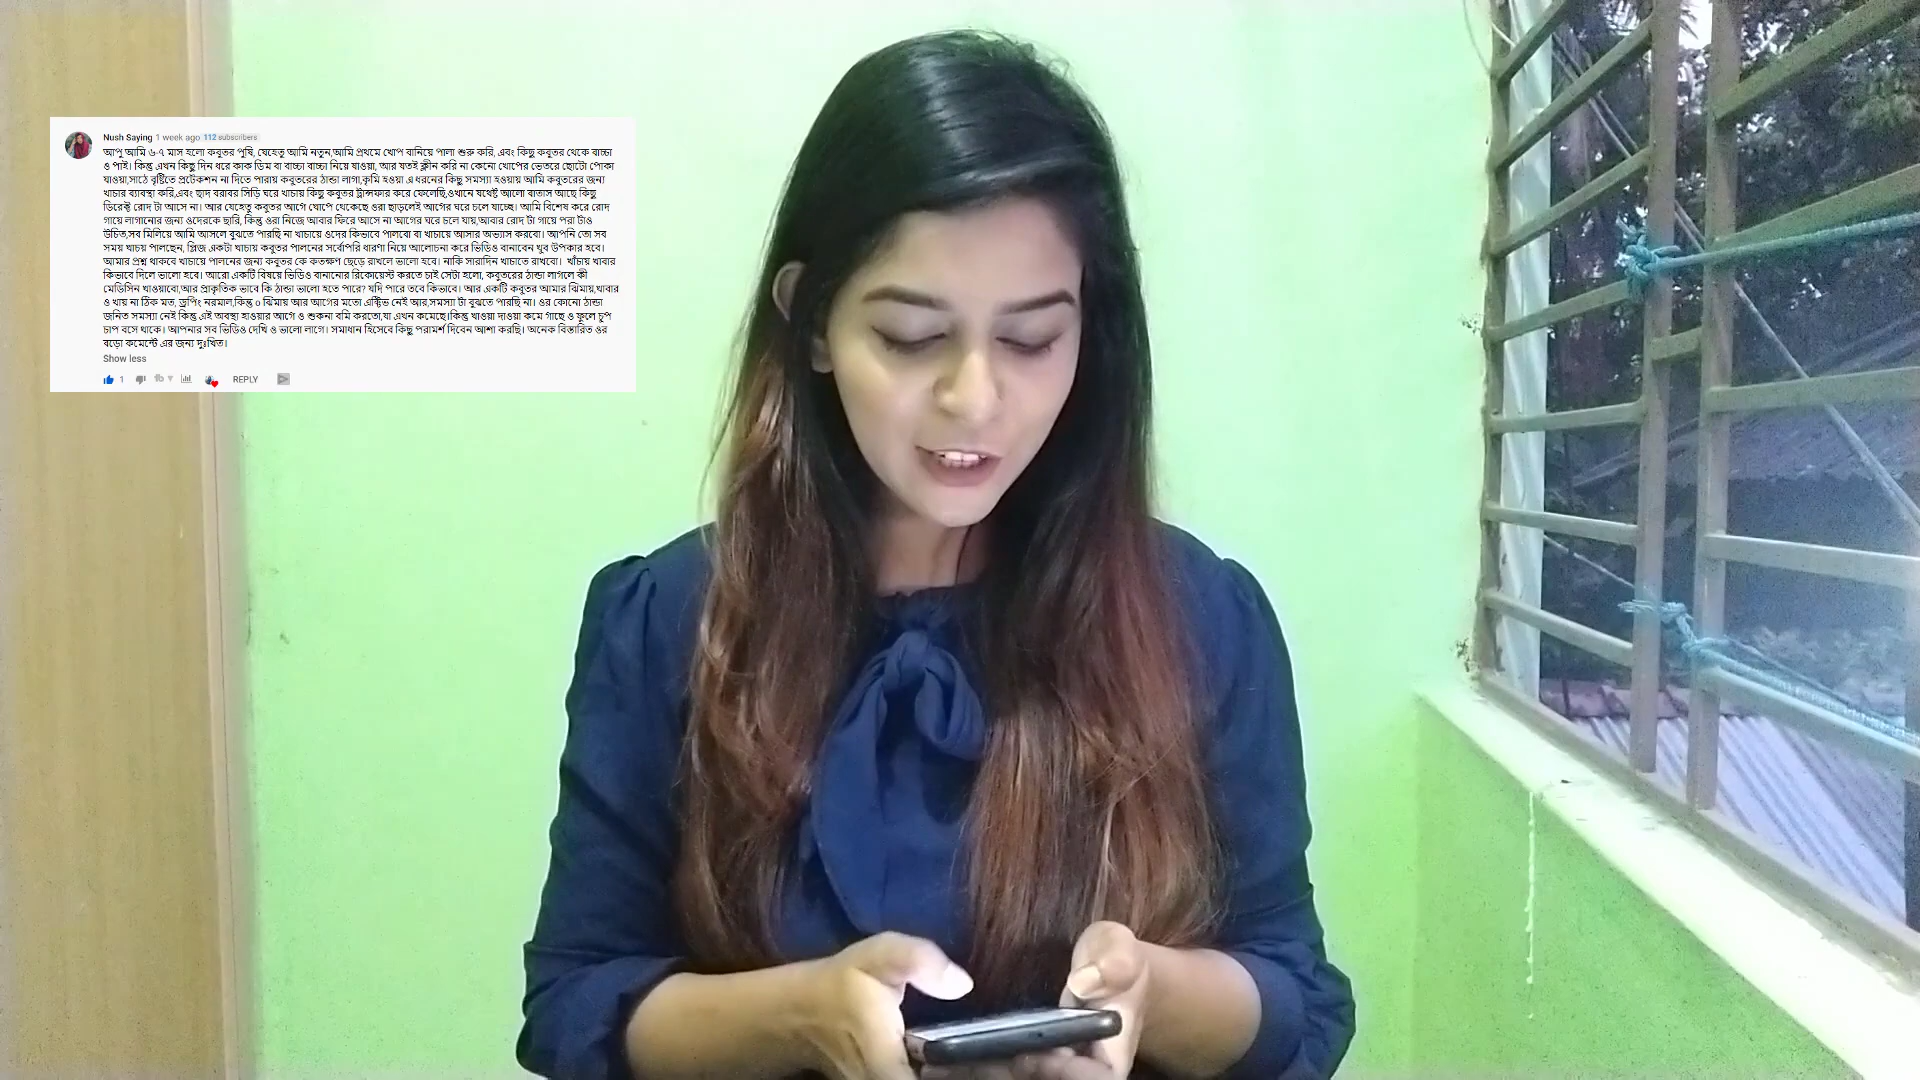 Nush Saying 1 week ago 112 subscribers
আপু আমি ৬-৭ মাস হলো কবুতর পুষি, যেহেতু আমি নতুন,আমি প্রথমে খোপ বানিয়ে পালা শুরু করি, এবং কিছু কবুতর থেকে বাচ্চা
ও পাই। কিন্তু এখন কিছু দিন ধরে কাক ডিম বা বাচ্চা বাচ্চা নিয়ে যাওয়া, আর যতই ক্লীন করি না কেনো খোপের ভেতরে ছোটো পোকা
যাওয়া,সাঠে বৃষ্টিতে প্রটেকশন না দিতে পারায় কবুতরের ঠান্ডা লাগা,কৃমি হওয়া এ ধরনের কিছু সমস্যা হওয়ায় আমি কবুতরের জন্য
খাচার ব্যাবস্থা করি,এবং ছাদ বরাবর সিড়ি ঘরে খাচায় কিছু কবুতর ট্রান্সফার করে ফেলেছি,ওখানে যথেষ্ট আলো বাতাস আছে কিছু
ডিরেক্ট রোদ টা আসে না। আর যেহেতু কবুতর আগে খোপে থেকেছে ওরা ছাড়লেই আগের ঘরে চলে যাচ্ছে। আমি বিশেষ করে রোদ
গায়ে লাগানোর জন্য ওদেরকে ছারি, কিন্তু ওরা নিজে আবার ফিরে আসে না আগের ঘরে চলে যায়,আবার রোদ টা গায়ে পরা টাও
উচিত,সব মিলিয়ে আমি আসলে বুঝতে পারছি না খাচায়ে ওদের কিভাবে পালবো বা খাচায়ে আসার অভ্যাস করবো। আপনি তো সব
সময় খাচয় পালছেন, প্লিজ একটা খাচায় কবুতর পালনের সর্বোপরি ধারণা নিয়ে আলোচনা করে ভিডিও বানাবেন খুব উপকার হবে।
আমার প্রশ্ন থাকবে খাচায়ে পালনের জন্য কবুতর কে কতক্ষণ ছেড়ে রাখলে ভালো হবে। নাকি সারাদিন খাচাতে রাখবো। খাঁচায় খাবার
কিভাবে দিলে ভালো হবে। আরো একটি বিষয়ে ভিডিও বানানোর রিকোয়েস্ট করতে চাই সেটা হলো, কবুতরের ঠান্ডা লাগলে কী
মেডিসিন খাওয়াবো,আর প্রাকৃতিক ভাবে কি ঠান্ডা ভালো হতে পারে? যদি পারে তবে কিভাবে। আর একটি কবুতর আমার ঝিমায়,খাবার
ও খায় না ঠিক মত, ড্রপিং নরমাল,কিন্তু ০ ঝিমায় আর আগের মতো এক্টিভ নেই আর,সমস্যা টা বুঝতে পারছি না। ওর কোনো ঠান্ডা
জনিত সমস্যা নেই কিন্তু এই অবস্থা হাওয়ার আগে ও শুকনা বমি করতো,যা এখন কমেছে।কিন্তু খাওয়া দাওয়া কমে গাছে ও ফুলে চুপ
চাপ বসে থাকে। আপনার সব ভিডিও দেখি ও ভালো লাগে। সমাধান হিসেবে কিছু পরামর্শ দিবেন আশা করছি। অনেক বিস্তারিত ওর
বড়ো কমেন্টে এর জন্য দুঃখিত।
Show less
1 REPLY